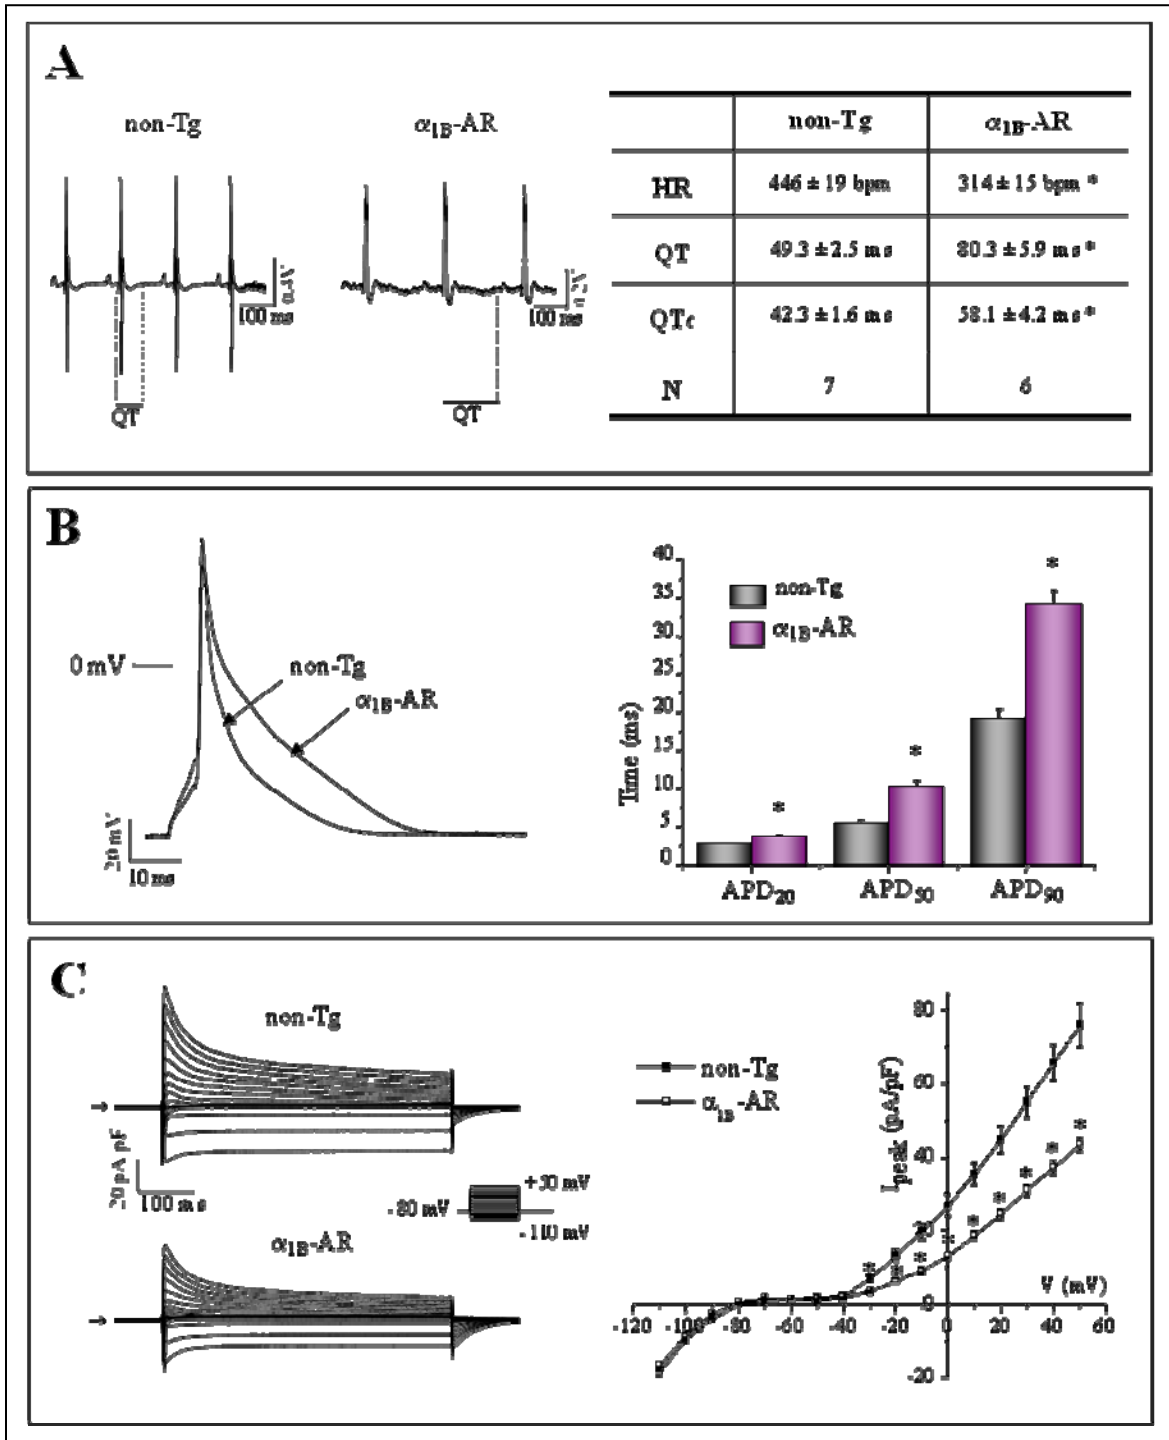 A
non-Tg
α1B-AR
0.4V
100 ms
0.2V
100 ms
QT
QT
non-Tg α1B-AR
HR 446 ± 19 bpm 314 ± 15 bpm *
QT 49.3 ± 2.5 ms 80.3 ± 5.9 ms *
QTc 42.3 ± 1.6 ms 58.1 ± 4.2 ms *
N 7 6
B
0 mV
non-Tg
α1B-AR
20 mV
10 ms
Time (ms)
40
35
30
25
20
15
10
5
0
non-Tg
α1B-AR
*
*
*
APD20 APD50 APD90
C
non-Tg
20 pA/pF
100 ms
+50 mV
-80 mV
-110 mV
α1B-AR
non-Tg
α1B-AR
Ipeak (pA/pF)
80
60
40
20
0
-20
V (mV)
-120 -100 -80 -60 -40 -20 0 20 40 60
* * * * * * * * *